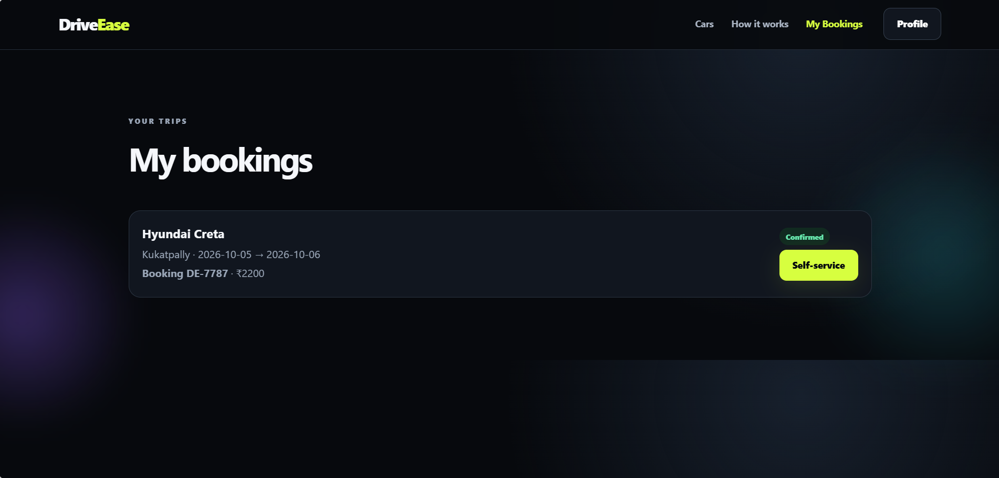 DriveEase
Cars
How it works
My Bookings
Profile
YOUR TRIPS
My bookings
Hyundai Creta
Kukatpally · 2026-10-05 → 2026-10-06
Booking DE-7787 · ₹2200
Confirmed
Self-service